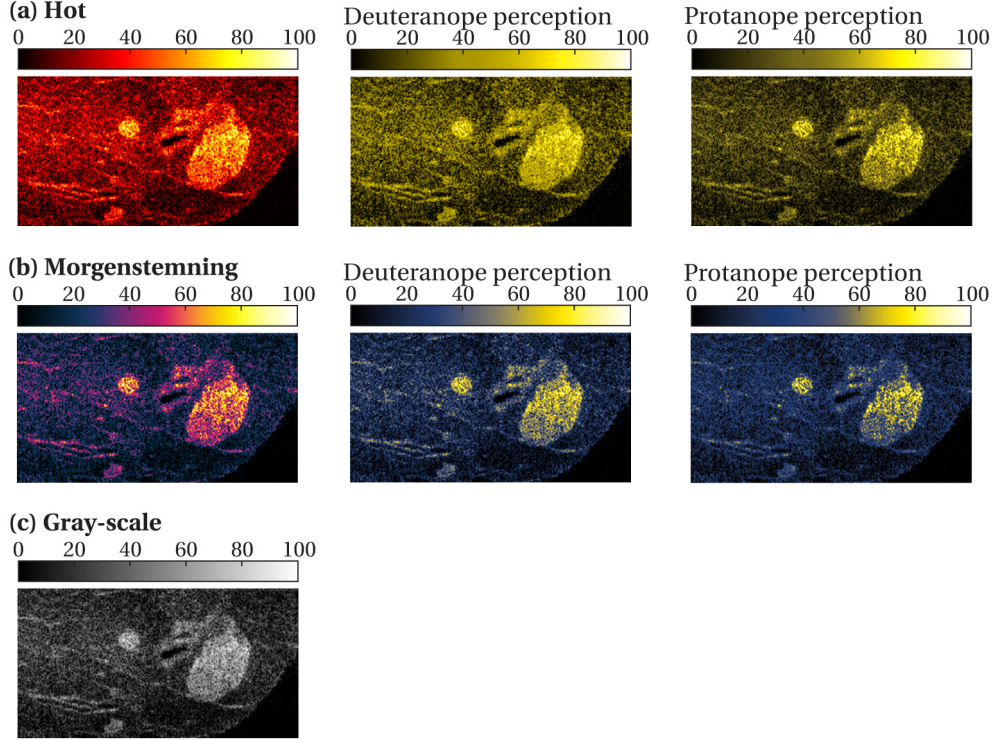 (a) Hot
Deuteranope perception
Protanope perception
0 20 40 60 80 100
0 20 40 60 80 100
0 20 40 60 80 100
(b) Morgenstemning
Deuteranope perception
Protanope perception
0 20 40 60 80 100
0 20 40 60 80 100
0 20 40 60 80 100
(c) Gray-scale
0 20 40 60 80 100